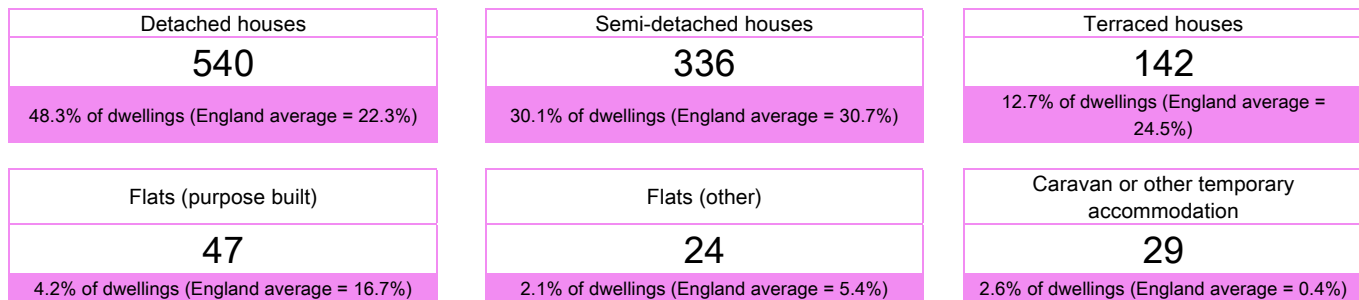 Detached houses
540
48.3% of dwellings (England average = 22.3%)
Semi-detached houses
336
30.1% of dwellings (England average = 30.7%)
Terraced houses
142
12.7% of dwellings (England average =
24.5%)
Flats (purpose built)
47
4.2% of dwellings (England average = 16.7%)
Flats (other)
24
2.1% of dwellings (England average = 5.4%)
Caravan or other temporary
accommodation
29
2.6% of dwellings (England average = 0.4%)